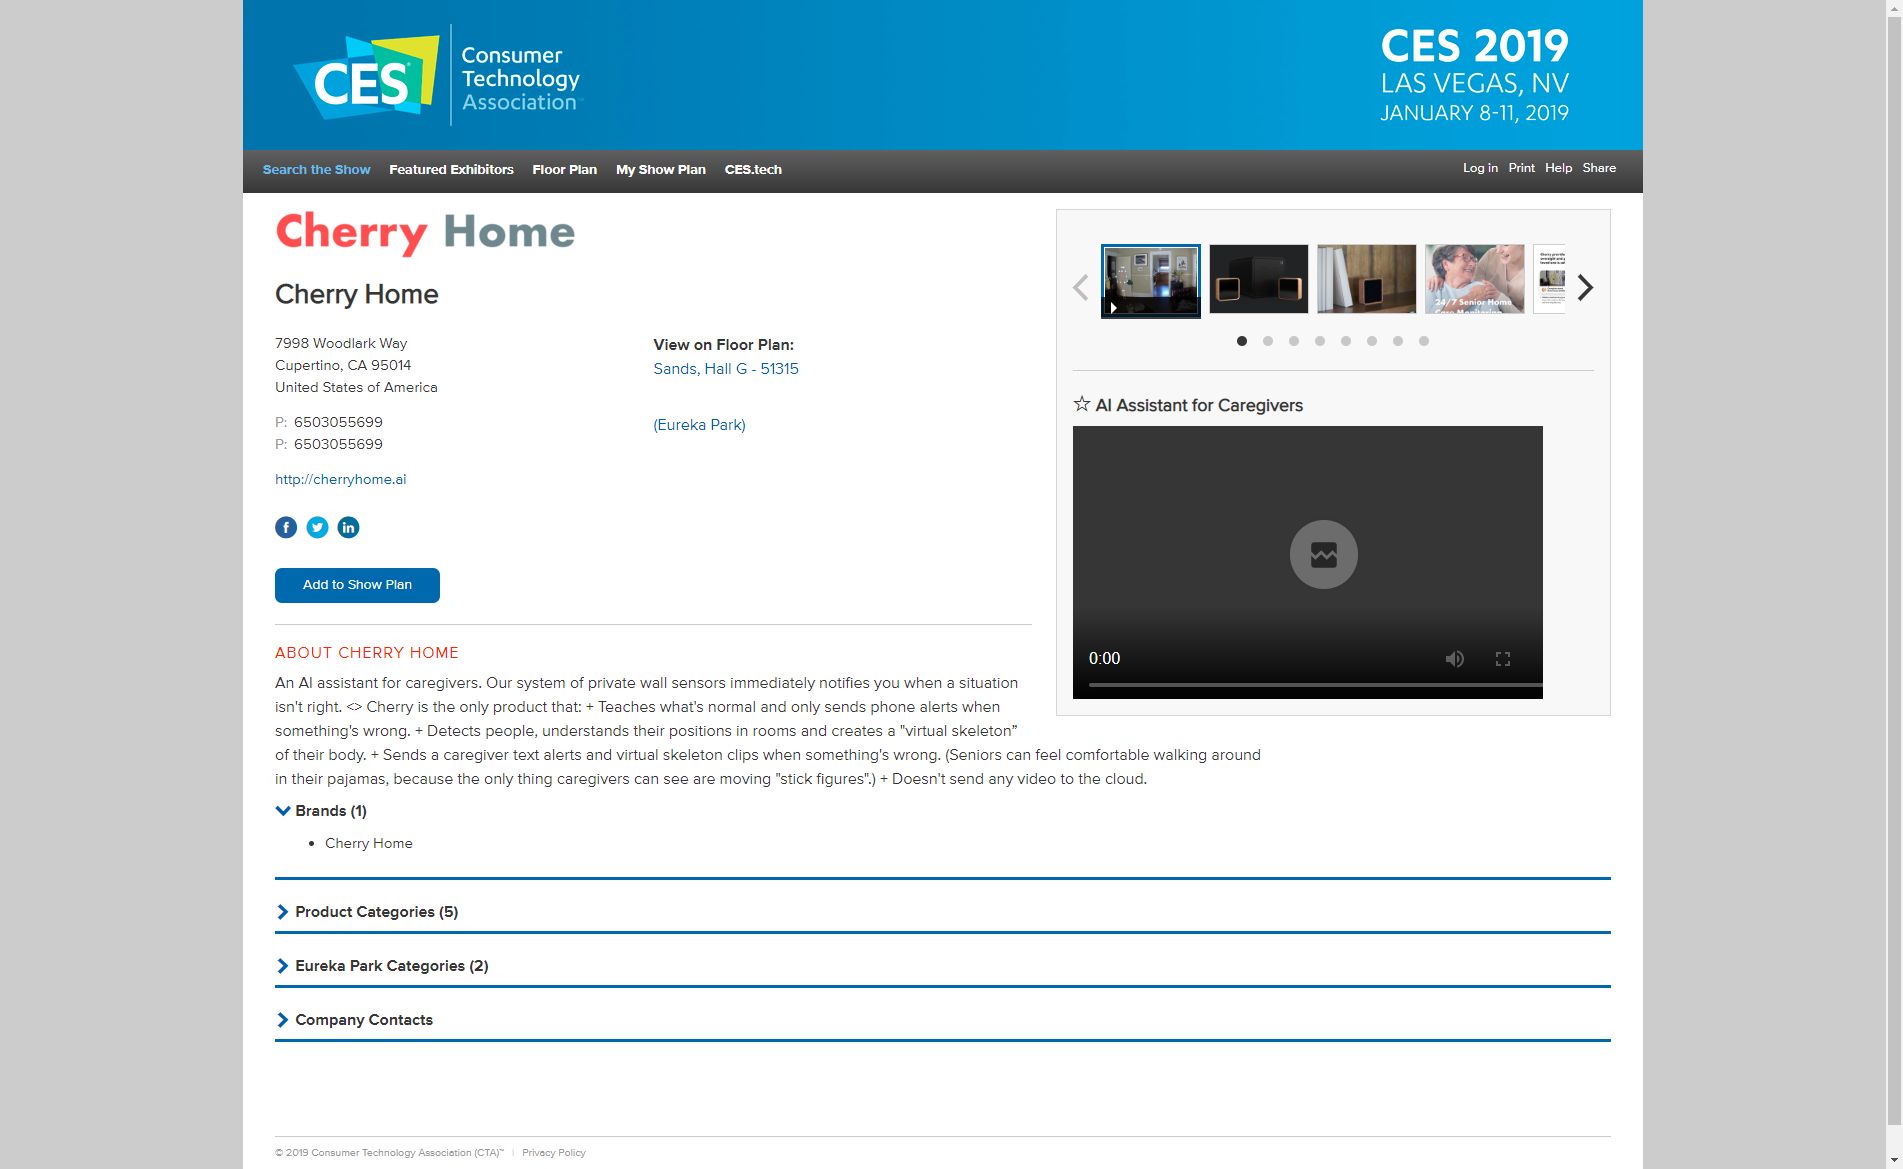 CES
Consumer
Technology
Association
CES 2019
LAS VEGAS, NV
JANUARY 8-11, 2019
Search the Show Featured Exhibitors Floor Plan My Show Plan CES.tech
Log in Print Help Share
Cherry Home
Cherry Home
7998 Woodlark Way
Cupertino, CA 95014
United States of America
P: 6503055699
P: 6503055699
http://cherryhome.ai
View on Floor Plan:
Sands, Hall G - 51315
(Eureka Park)
f
in
Add to Show Plan
24/7 Senior Home
Care Monitoring
☆ AI Assistant for Caregivers
0:00
ABOUT CHERRY HOME
An AI assistant for caregivers. Our system of private wall sensors immediately notifies you when a situation
isn't right. <> Cherry is the only product that: + Teaches what's normal and only sends phone alerts when
something's wrong. + Detects people, understands their positions in rooms and creates a "virtual skeleton”
of their body. + Sends a caregiver text alerts and virtual skeleton clips when something's wrong. (Seniors can feel comfortable walking around
in their pajamas, because the only thing caregivers can see are moving "stick figures".) + Doesn't send any video to the cloud.
Brands (1)
• Cherry Home
Product Categories (5)
Eureka Park Categories (2)
Company Contacts
© 2019 Consumer Technology Association (CTA)™ | Privacy Policy